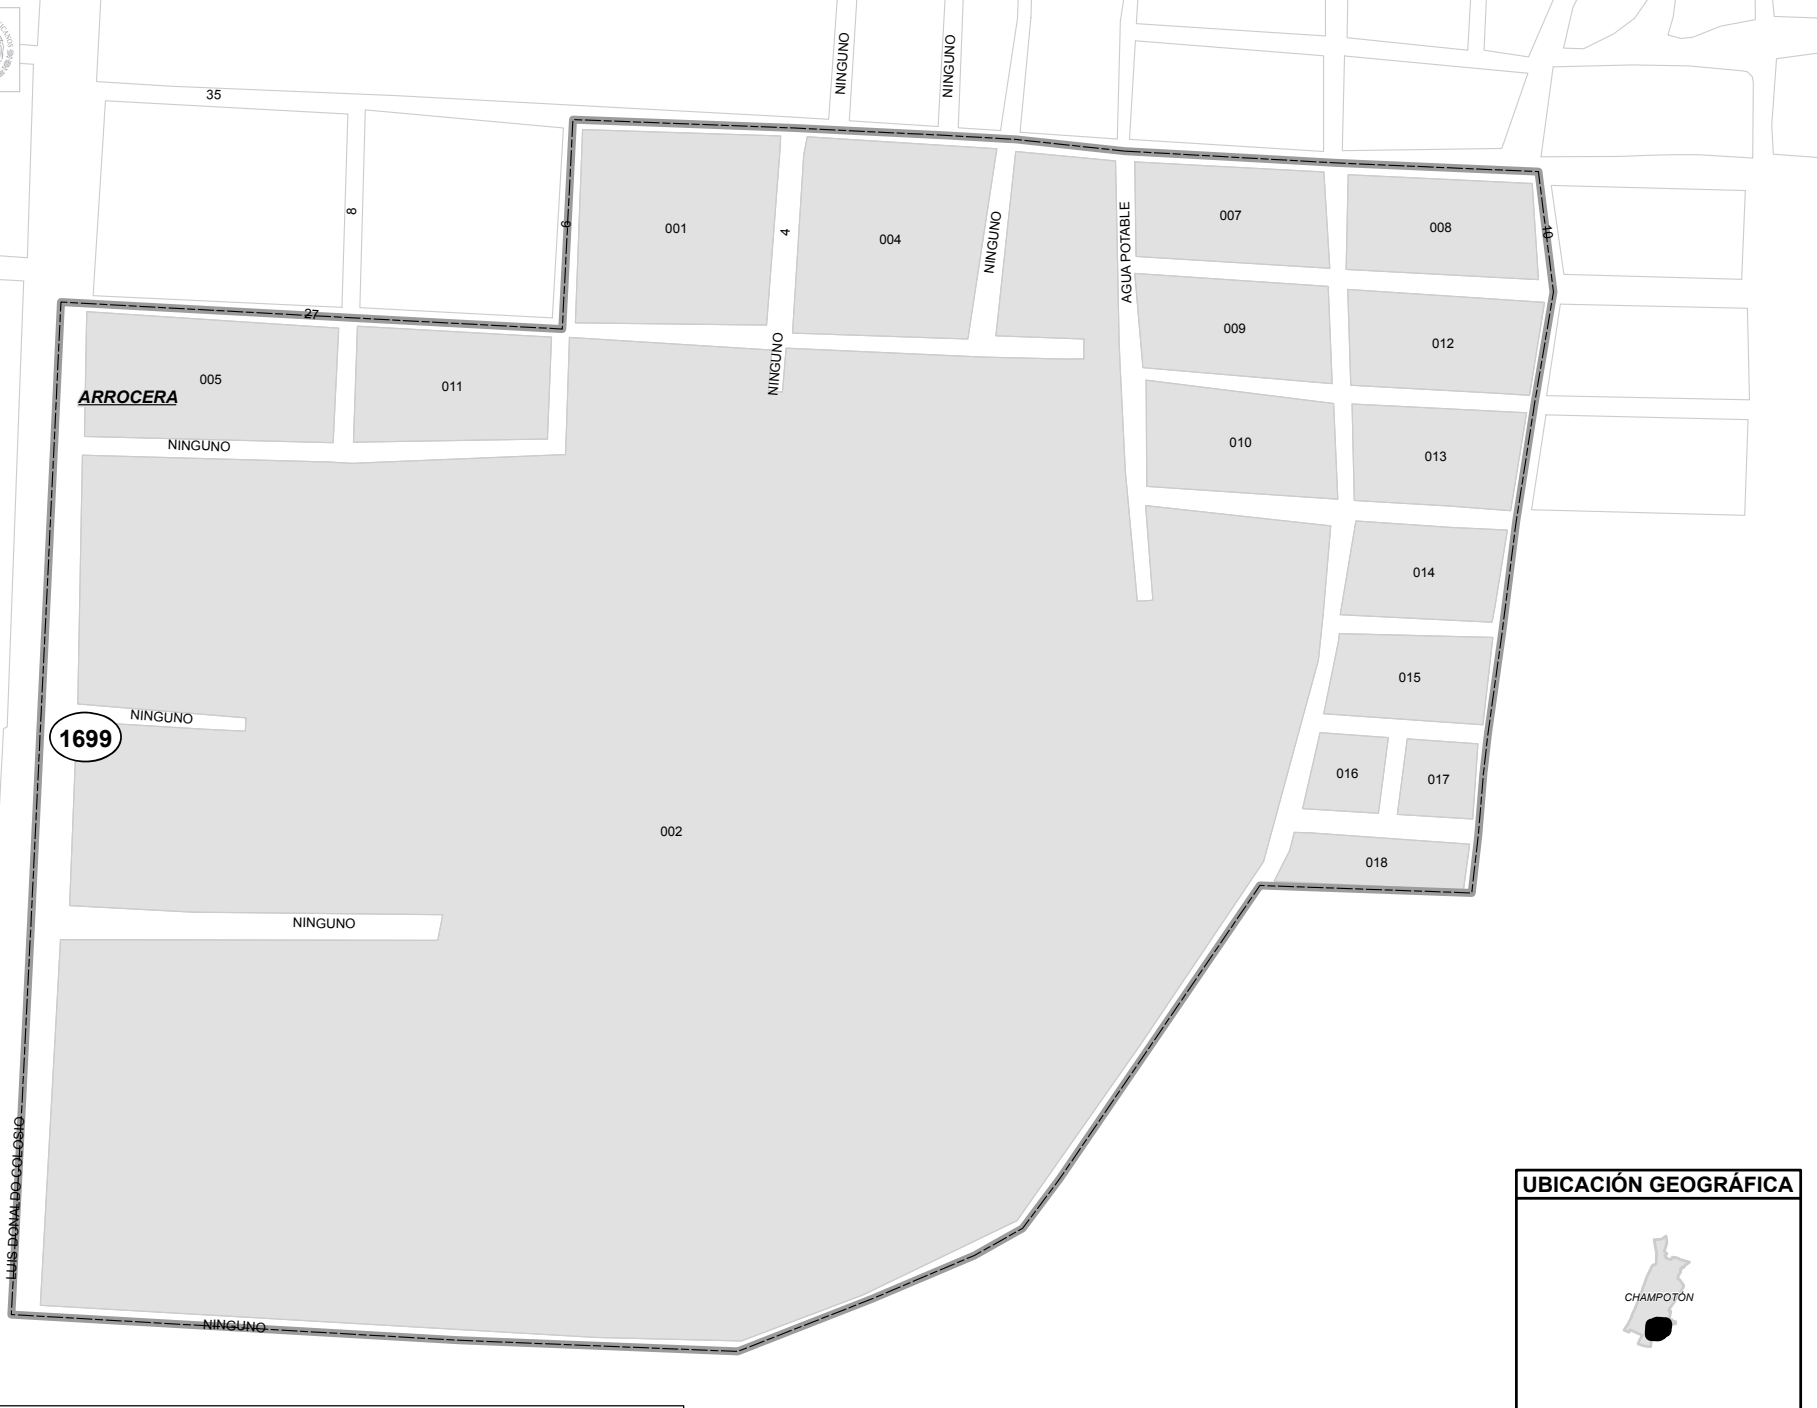 NINGUNO
NINGUNO
35
8
6
001
4
004
NINGUNO
AGUA POTABLE
007
008
10
27
005
ARROCERA
011
NINGUNO
009
012
NINGUNO
010
013
014
015
NINGUNO
1699
016
017
002
018
NINGUNO
LUIS DONALDO COLOSIO
NINGUNO
UBICACIÓN GEOGRÁFICA
CHAMPOTÓN